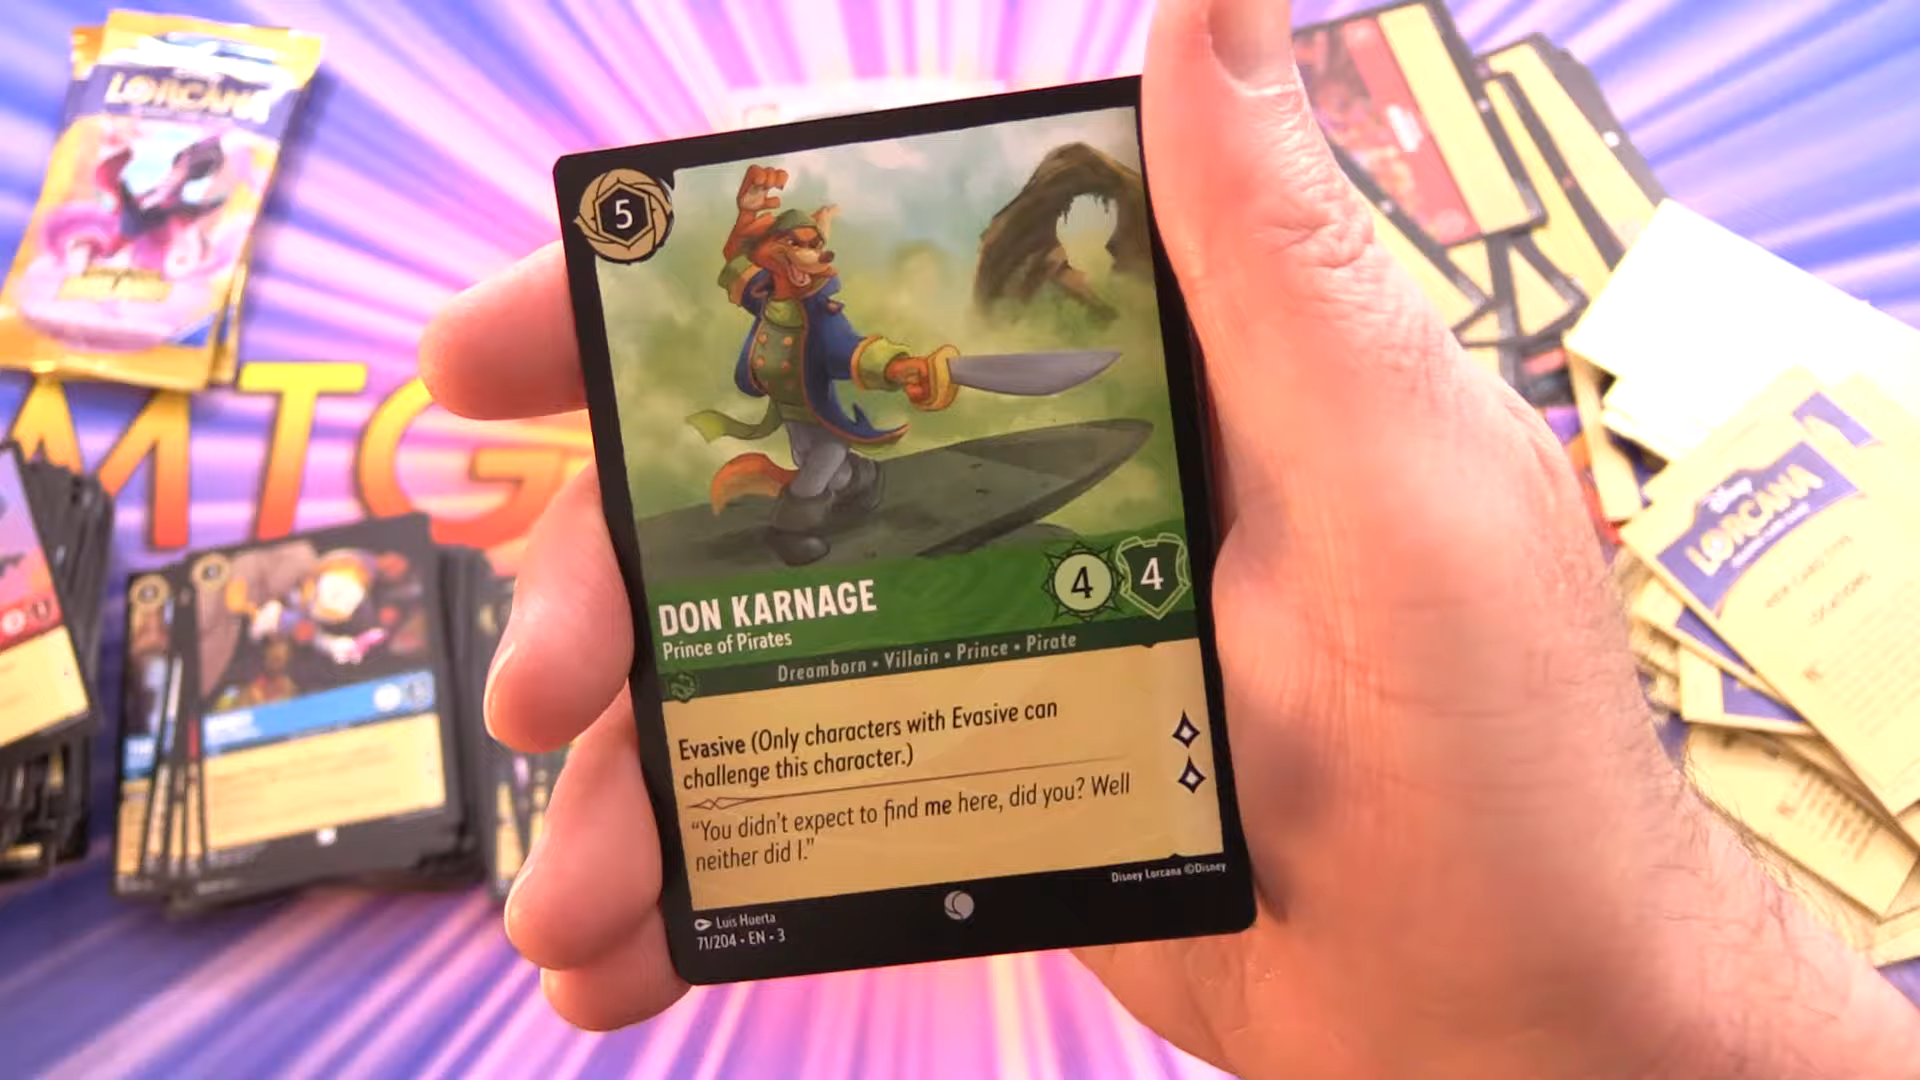 LORCANA
MTG
5
DON KARNAGE
4
4
Prince of Pirates
Dreamborn • Villain • Prince • Pirate
Evasive (Only characters with Evasive can
challenge this character.)
“You didn't expect to find me here, did you? Well
neither did I.”
Disney Lorcana ©Disney
Luis Huerta
71/204 • EN • 3
Disney
LORCANA